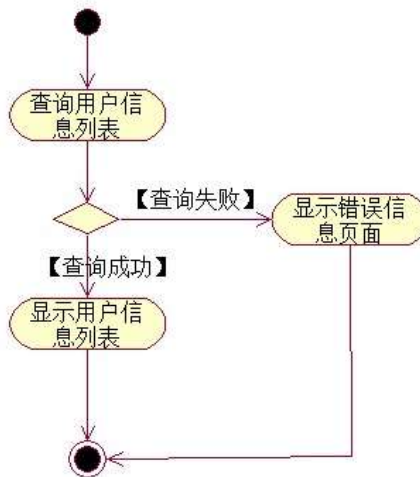 查询用户信
息列表
【查询失败】
显示错误信
息页面
【查询成功】
显示用户信
息列表